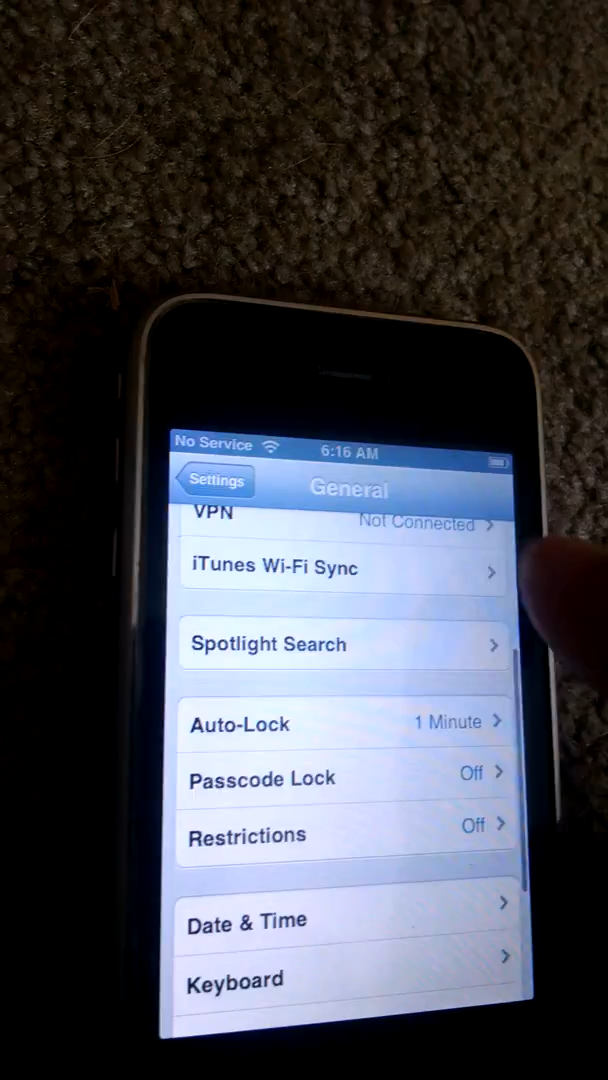 No Service 6:16 AM
Settings General
VPN Not Connected
iTunes Wi-Fi Sync
Spotlight Search
Auto-Lock 1 Minute
Passcode Lock Off
Restrictions Off
Date & Time
Keyboard